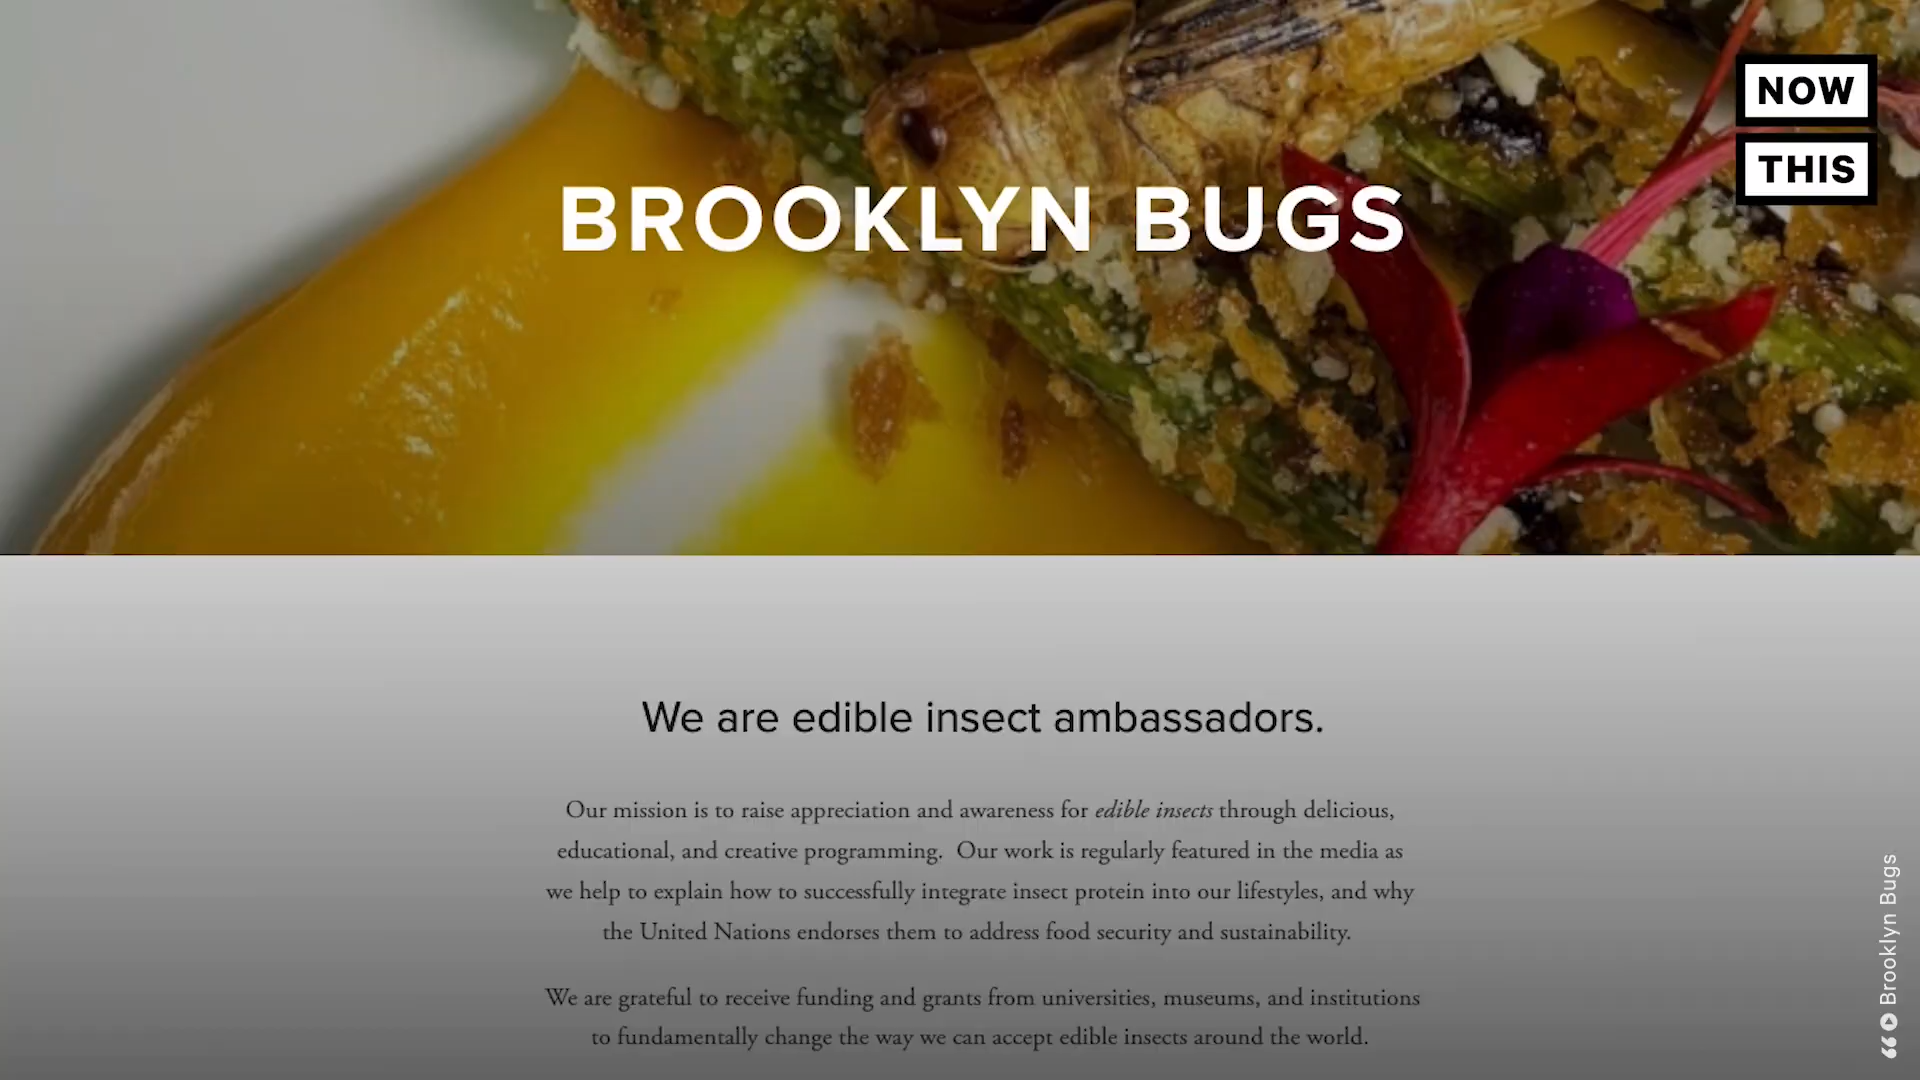 NOW
THIS
BROOKLYN BUGS
We are edible insect ambassadors.
Our mission is to raise appreciation and awareness for edible insects through delicious,
educational, and creative programming.  Our work is regularly featured in the media as
we help to explain how to successfully integrate insect protein into our lifestyles, and why
the United Nations endorses them to address food security and sustainability.
We are grateful to receive funding and grants from universities, museums, and institutions
to fundamentally change the way we can accept edible insects around the world.
Brooklyn Bugs